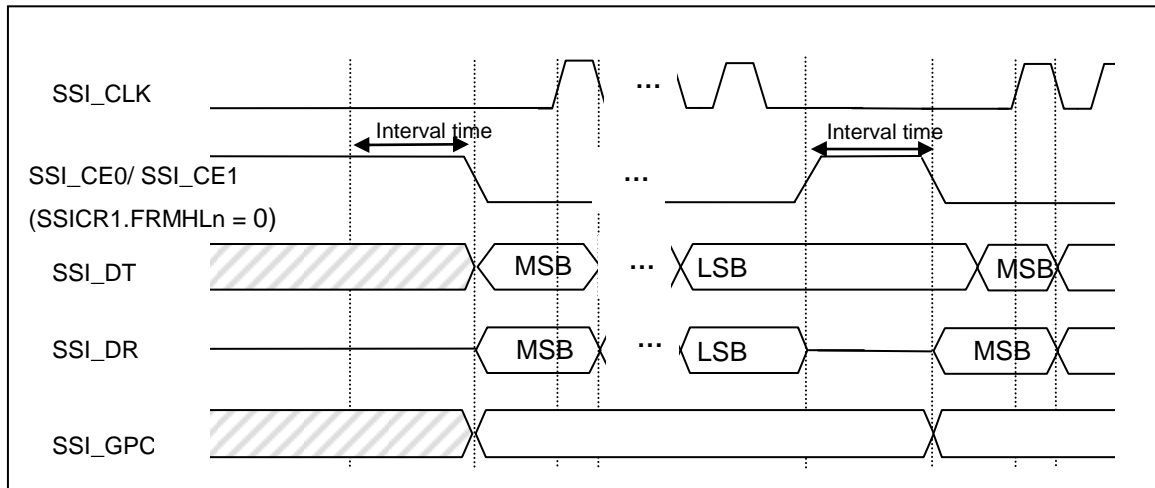 SSI_CLK
...
Interval time
Interval time
SSI_CE0/ SSI_CE1
(SSICR1.FRMHLn = 0)
...
SSI_DT
MSB
...
LSB
MSB
SSI_DR
MSB
...
LSB
MSB
SSI_GPC